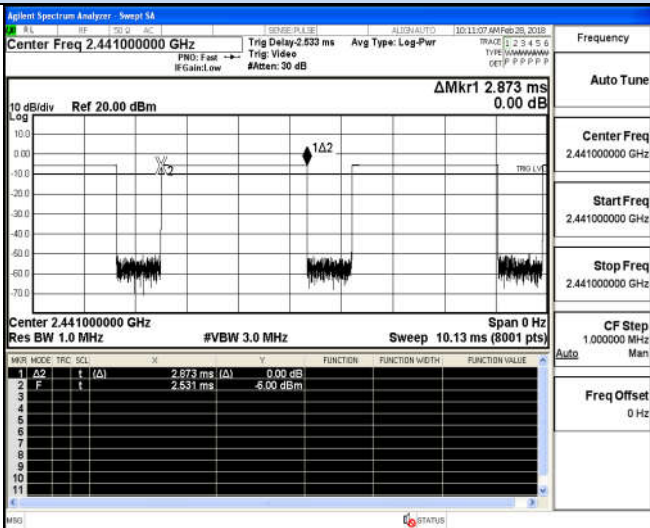 Agilent Spectrum Analyzer - Swept SA
RL RF 50 Ω AC SENSE:PULSE ALIGNAUTO 10:11:07 AM Feb 28, 2018
Center Freq 2.441000000 GHz
PNO: Fast
IFGain:Low
Trig Delay-2.533 ms
Trig: Video
#Atten: 30 dB
Avg Type: Log-Pwr
TRACE 1 2 3 4 5 6
TYPE WWWWWW
DET P P P P P P
ΔMkr1 2.873 ms
0.00 dB
10 dB/div Ref 20.00 dBm
Log
10.0
0.00
-10.0
-20.0
-30.0
-40.0
-50.0
-60.0
-70.0
1Δ2
2
TRIG LVL
Center 2.441000000 GHz Span 0 Hz
Res BW 1.0 MHz #VBW 3.0 MHz Sweep 10.13 ms (8001 pts)
MKR MODE TRC SCL X Y FUNCTION FUNCTION WIDTH FUNCTION VALUE
1 Δ2 t (Δ) 2.873 ms (Δ) 0.00 dB
2 F t 2.531 ms -6.00 dBm
3
4
5
6
7
8
9
10
11
MSG STATUS
Frequency
Auto Tune
Center Freq
2.441000000 GHz
Start Freq
2.441000000 GHz
Stop Freq
2.441000000 GHz
CF Step
1.000000 MHz
Auto Man
Freq Offset
0 Hz